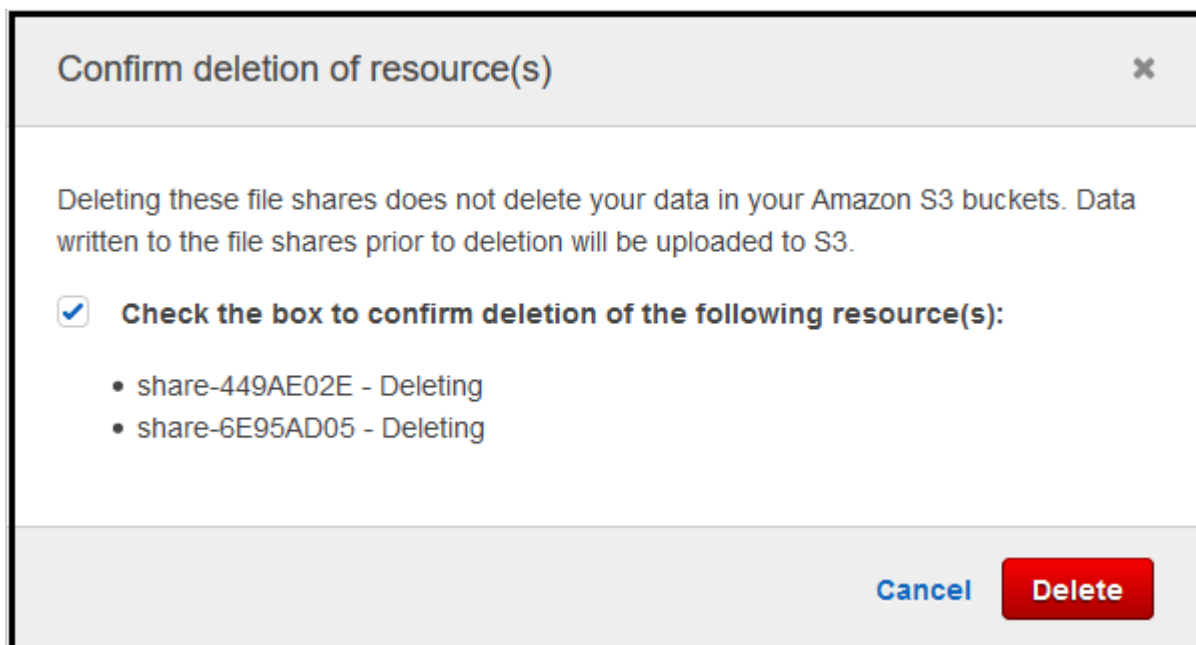 Confirm deletion of resource(s)
Deleting these file shares does not delete your data in your Amazon S3 buckets. Data
written to the file shares prior to deletion will be uploaded to S3.
Check the box to confirm deletion of the following resource(s):
• share-449AE02E - Deleting
• share-6E95AD05 - Deleting
Cancel Delete